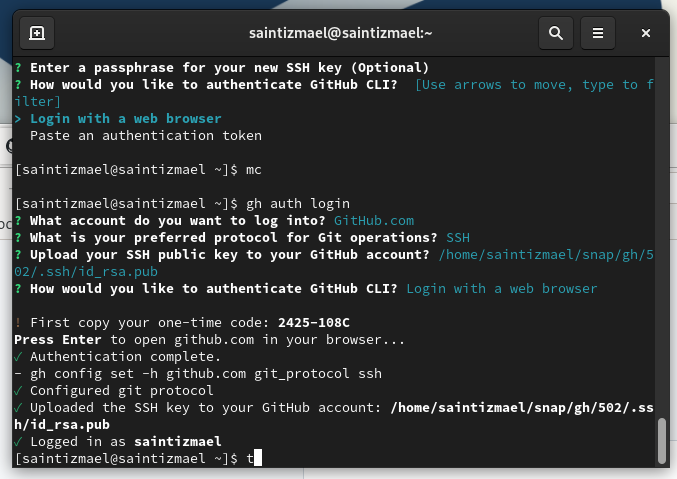 saintizmael@saintizmael:~
? Enter a passphrase for your new SSH key (Optional)
? How would you like to authenticate GitHub CLI?  [Use arrows to move, type to f
ilter]
> Login with a web browser
  Paste an authentication token
[saintizmael@saintizmael ~]$ mc
[saintizmael@saintizmael ~]$ gh auth login
? What account do you want to log into? GitHub.com
? What is your preferred protocol for Git operations? SSH
? Upload your SSH public key to your GitHub account? /home/saintizmael/snap/gh/5
02/.ssh/id_rsa.pub
? How would you like to authenticate GitHub CLI? Login with a web browser
! First copy your one-time code: 2425-108C
Press Enter to open github.com in your browser...
✓ Authentication complete.
- gh config set -h github.com git_protocol ssh
✓ Configured git protocol
✓ Uploaded the SSH key to your GitHub account: /home/saintizmael/snap/gh/502/.ss
h/id_rsa.pub
✓ Logged in as saintizmael
[saintizmael@saintizmael ~]$ t